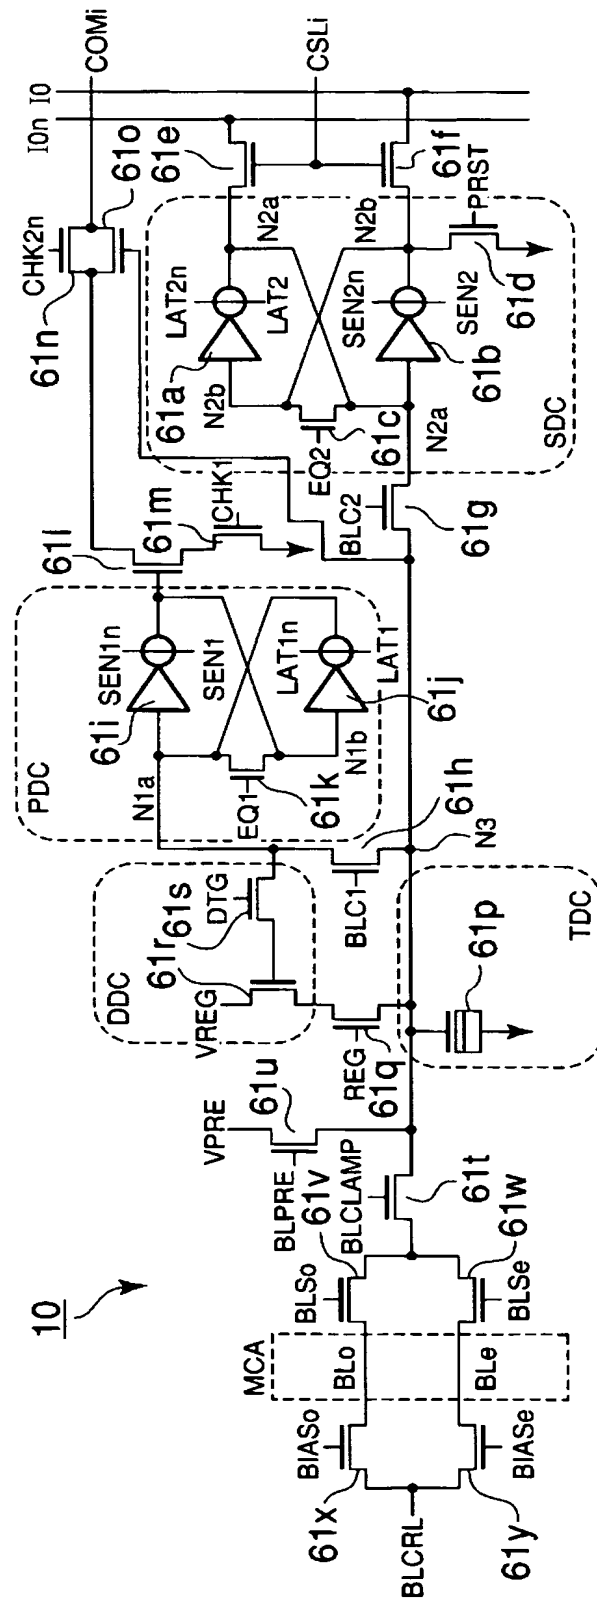 10
COMi
CSLi
I0n I0
CHK2n
61n
61o
61e
61f
N2a
N2b
LAT2n
LAT2
61a
N2b
EQ2
61c
SEN2n
SEN2
61b
N2a
PRST
61d
SDC
BLC2
61g
61l
61m
CHK1
PDC
SEN1n
SEN1
61i
LAT1n
LAT1
61j
N1a
EQ1
61k
N1b
61h
BLC1
N3
DDC
61r
61s
DTG
VREG
REG
61q
TDC
61p
VPRE
61u
BLPRE
BLCLAMP
61t
61v
BLSo
61w
BLSe
MCA
BLo
BLe
BIASo
61x
BIASe
61y
BLCRL